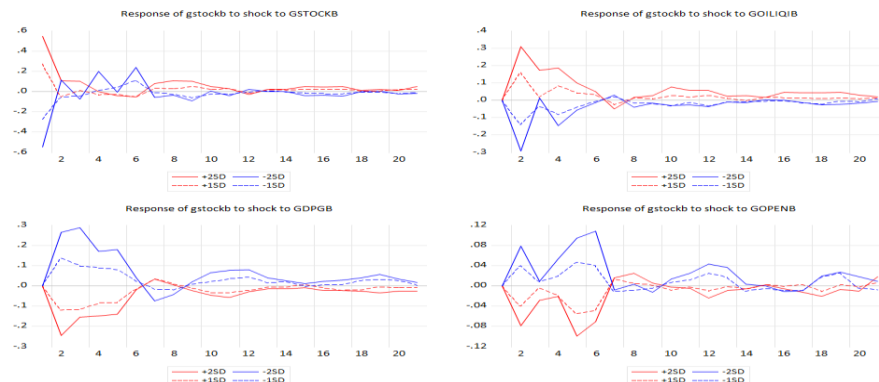 Response of gstockb to shock to GSTOCKB
.6
.4
.2
.0
-.2
-.4
-.6
2 4 6 8 10 12 14 16 18 20
+2SD -2SD
+1SD -1SD
Response of gstockb to shock to GOILIQIB
.4
.3
.2
.1
.0
-.1
-.2
-.3
2 4 6 8 10 12 14 16 18 20
+2SD -2SD
+1SD -1SD
Response of gstockb to shock to GDPGB
.3
.2
.1
.0
-.1
-.2
-.3
2 4 6 8 10 12 14 16 18 20
+2SD -2SD
+1SD -1SD
Response of gstockb to shock to GOPENB
.12
.08
.04
.00
-.04
-.08
-.12
2 4 6 8 10 12 14 16 18 20
+2SD -2SD
+1SD -1SD